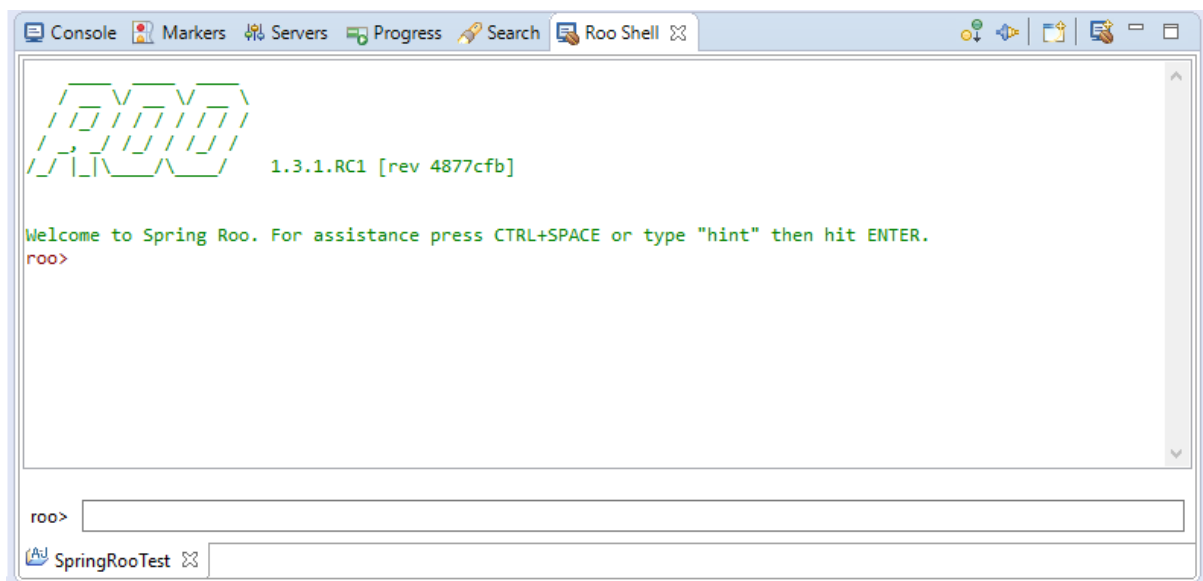 Console Markers Servers Progress Search Roo Shell
ROO
1.3.1.RC1 [rev 4877cfb]
Welcome to Spring Roo. For assistance press CTRL+SPACE or type "hint" then hit ENTER.
roo>
roo>
SpringRooTest